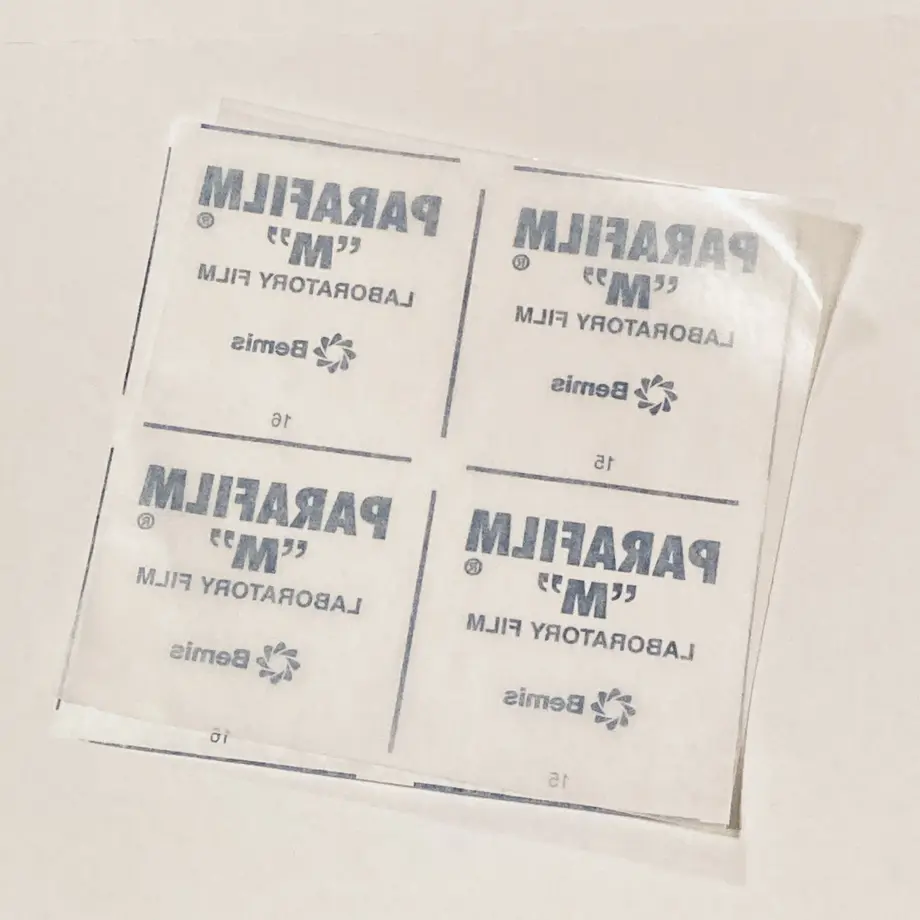 PARAFILM
®
"M"
LABORATORY FILM
Bemis
16
PARAFILM
®
"M"
LABORATORY FILM
Bemis
15
PARAFILM
®
"M"
LABORATORY FILM
Bemis
16
PARAFILM
®
"M"
LABORATORY FILM
Bemis
15